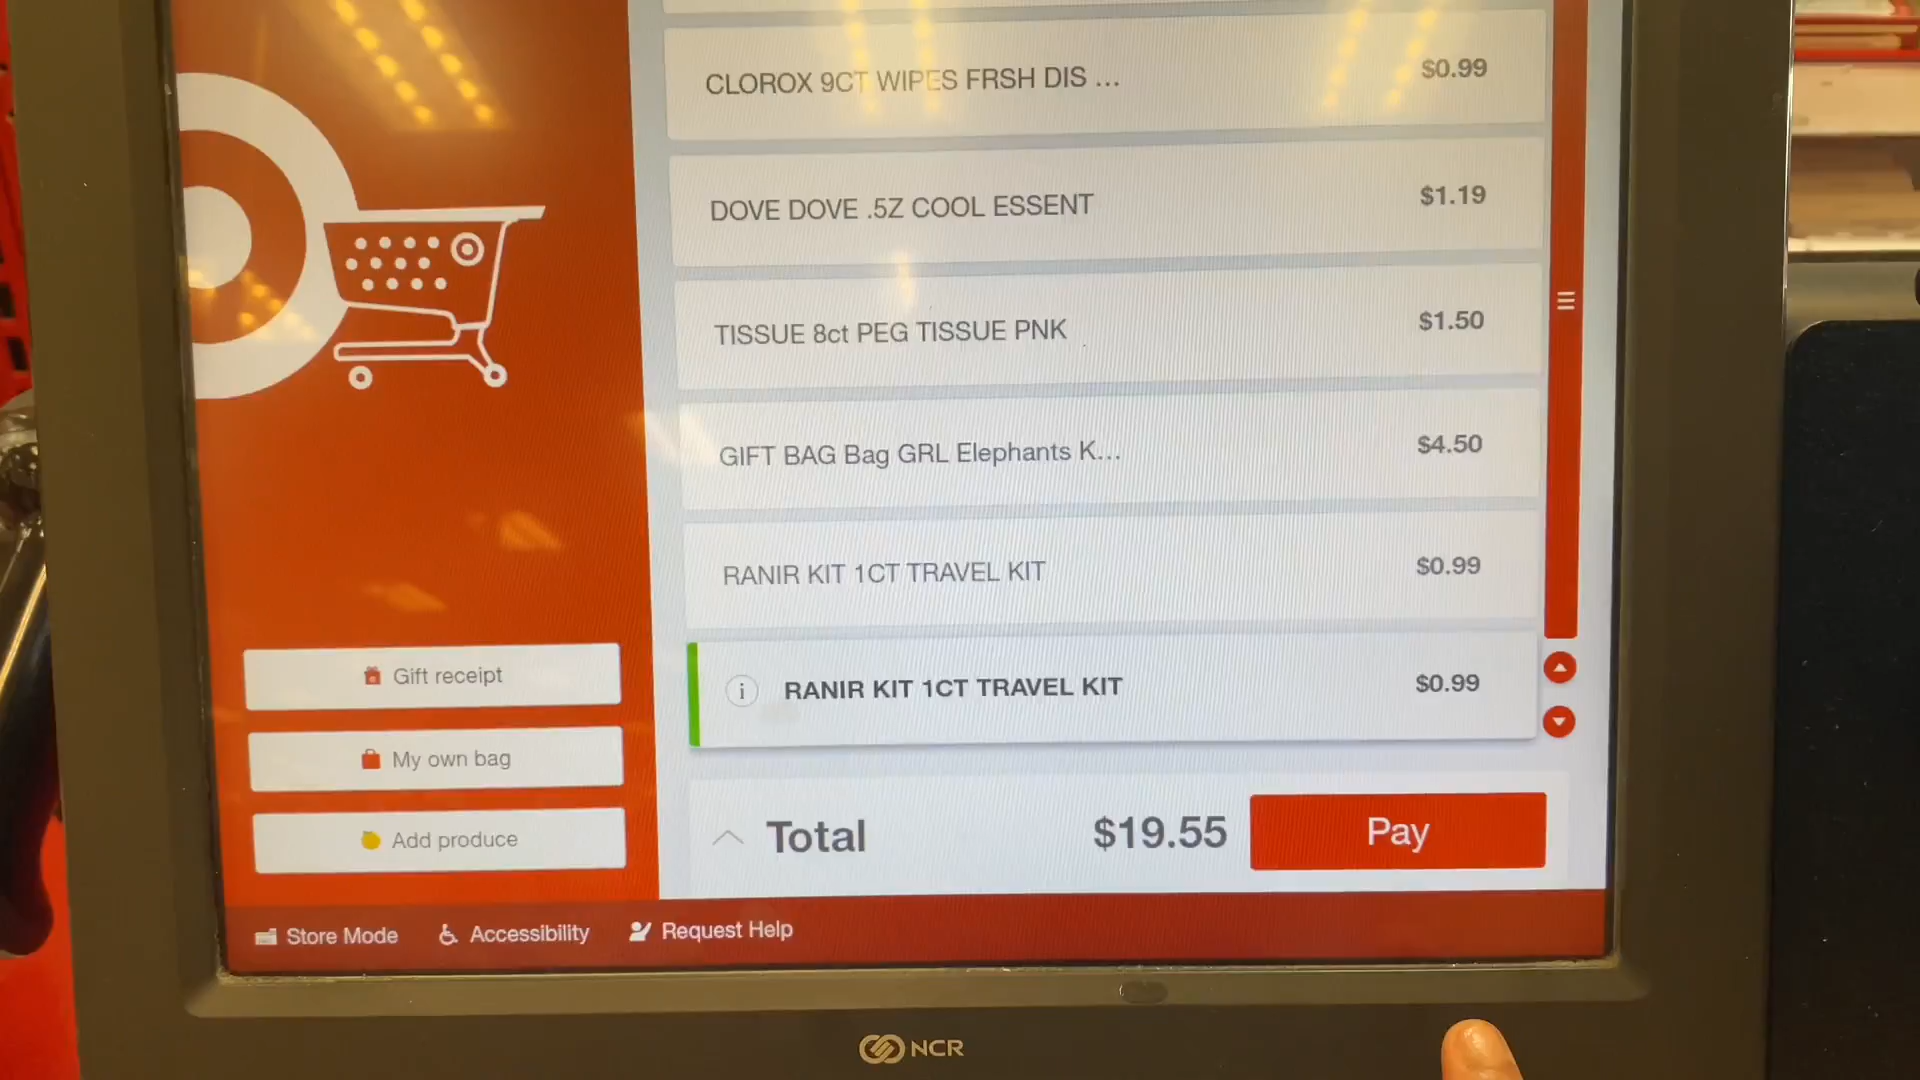 CLOROX 9CT WIPES FRSH DIS ... $0.99
DOVE DOVE .5Z COOL ESSENT $1.19
TISSUE 8ct PEG TISSUE PNK $1.50
GIFT BAG Bag GRL Elephants K... $4.50
RANIR KIT 1CT TRAVEL KIT $0.99
i RANIR KIT 1CT TRAVEL KIT $0.99
Gift receipt
My own bag
Add produce
Total $19.55 Pay
Store Mode Accessibility Request Help
NCR